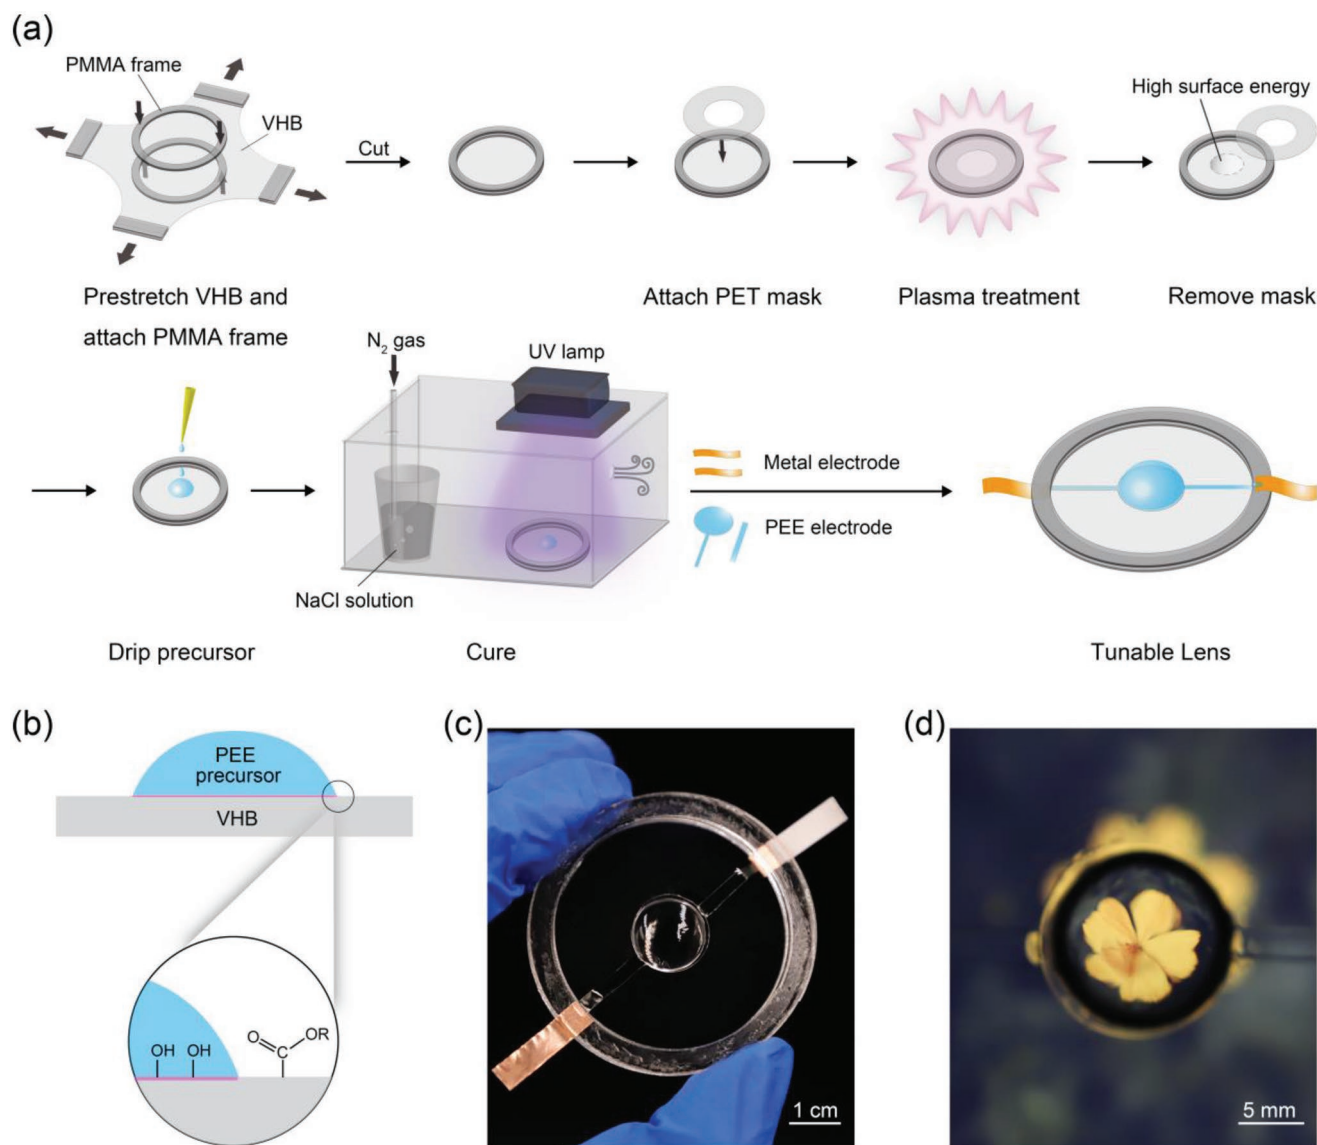 (a)
PMMA frame
VHB
Cut
High surface energy
Prestretch VHB and
attach PMMA frame
Attach PET mask
Plasma treatment
Remove mask
N₂ gas
UV lamp
NaCl solution
Metal electrode
PEE electrode
Drip precursor
Cure
Tunable Lens
(b)
PEE
precursor
VHB
OH OH
O
C
OR
(c)
1 cm
(d)
5 mm